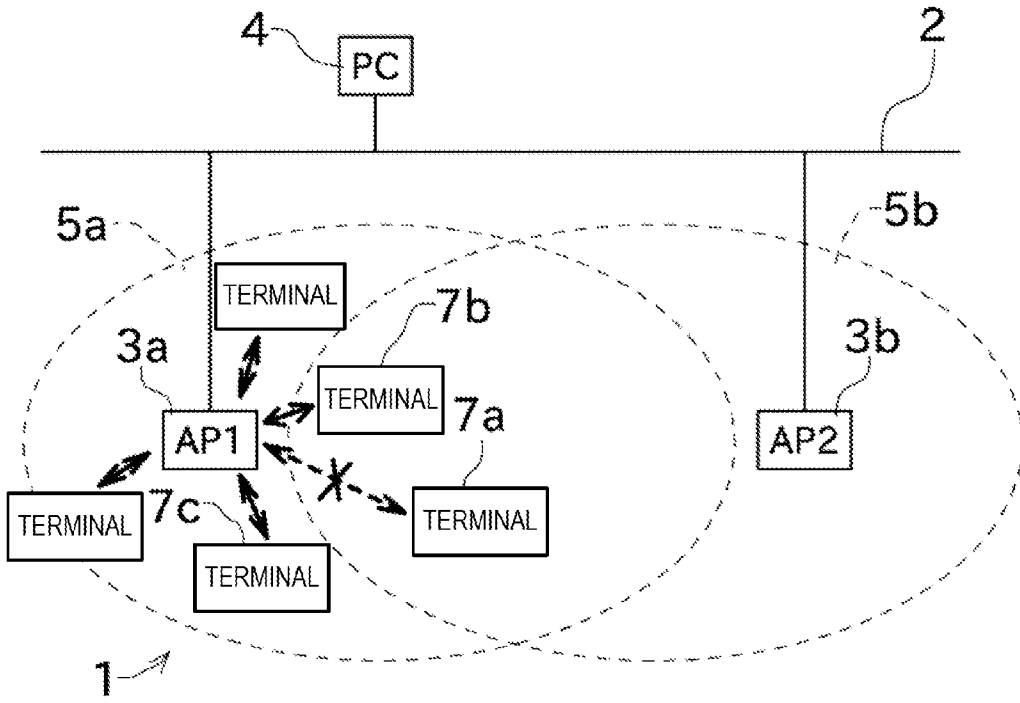 4
2
PC
5a
5b
TERMINAL
7b
3a
3b
TERMINAL
7a
AP1
AP2
7c
TERMINAL
TERMINAL
TERMINAL
1